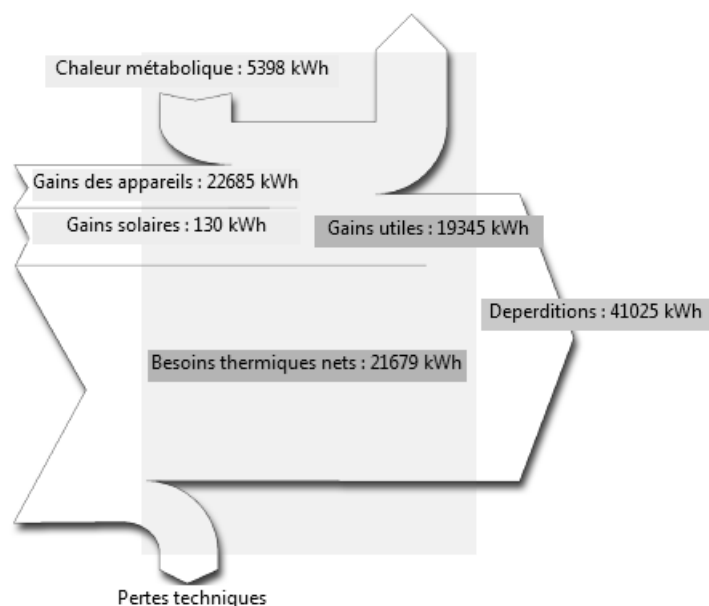 Chaleur métabolique : 5398 kWh
Gains des appareils : 22685 kWh
Gains solaires : 130 kWh
Gains utiles : 19345 kWh
Deperditions : 41025 kWh
Besoins thermiques nets : 21679 kWh
Pertes techniques